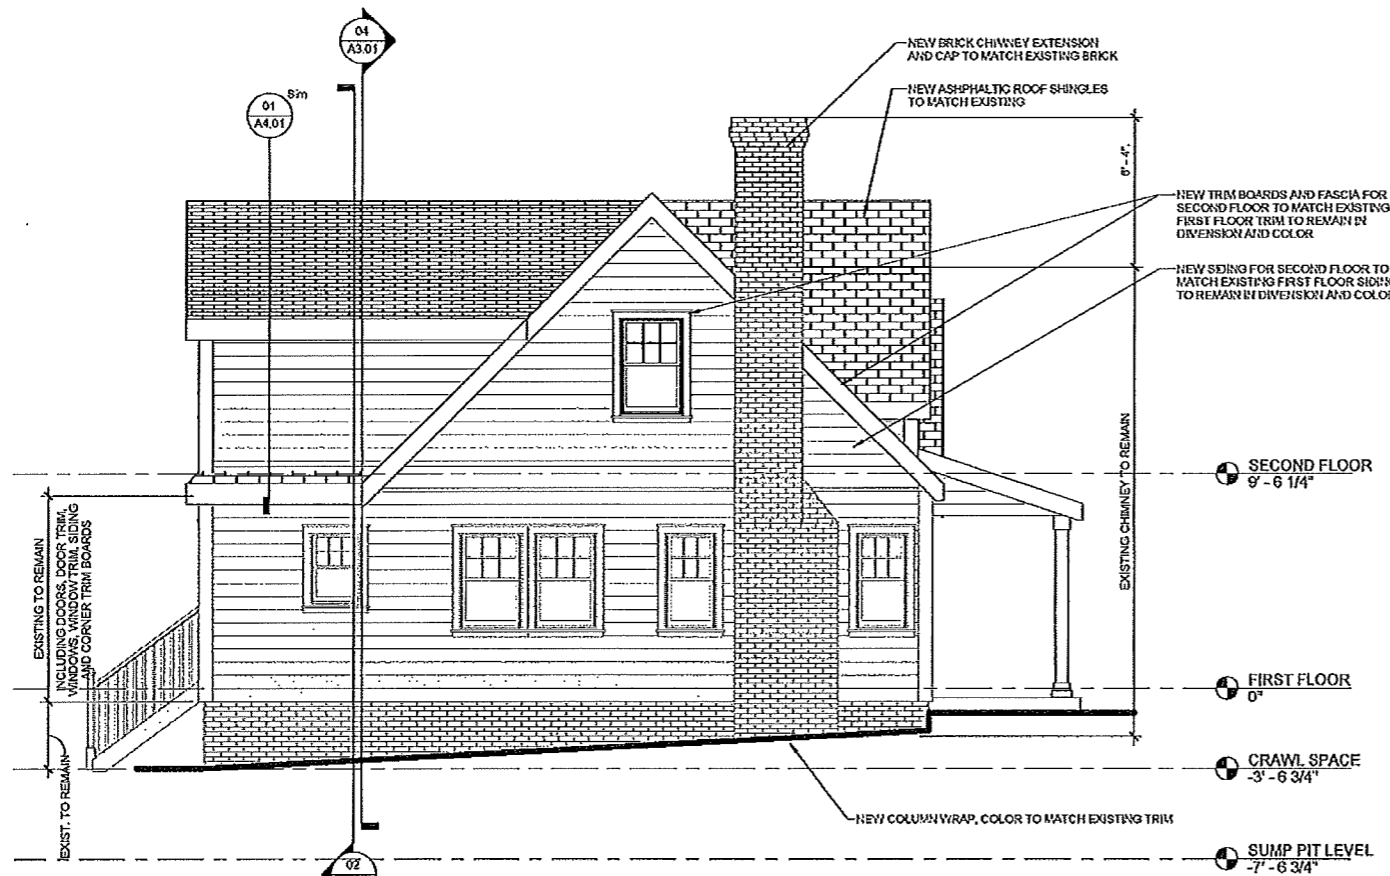 04
A3.01
01
Sim
A4.01
NEW BRICK CHIMNEY EXTENSION
AND CAP TO MATCH EXISTING BRICK
NEW ASHPHALTIC ROOF SHINGLES
TO MATCH EXISTING
6' - 4"
NEW TRIM BOARDS AND FASCIA FOR
SECOND FLOOR TO MATCH EXISTING
FIRST FLOOR TRIM TO REMAIN IN
DIVENSION AND COLOR
NEW SIDING FOR SECOND FLOOR TO
MATCH EXISTING FIRST FLOOR SIDING
TO REMAIN IN DIVENSION AND COLOR
EXISTING CHIMNEY TO REMAIN
SECOND FLOOR
9' - 6 1/4"
EXISTING TO REMAIN
INCLUDING DOORS, DOOR TRIM,
WINDOWS, WINDOW TRIM, SIDING
AND CORNER TRIM BOARDS
FIRST FLOOR
0"
EXIST. TO REMAIN
CRAWL SPACE
-3' - 6 3/4"
NEW COLUMN WRAP, COLOR TO MATCH EXISTING TRIM
02
SUMP PIT LEVEL
-7' - 6 3/4"